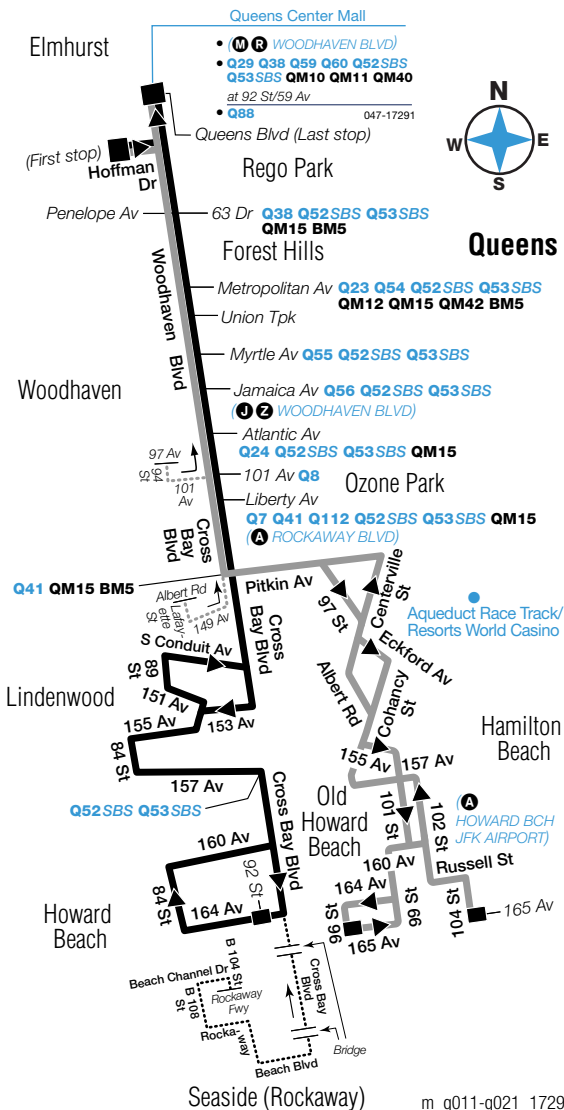 Queens Center Mall
Elmhurst
• (M R WOODHAVEN BLVD)
• Q29 Q38 Q59 Q60 Q52SBS
Q53SBS QM10 QM11 QM40
at 92 St/59 Av
• Q88 047-17291
Queens Blvd (Last stop)
N
W E
S
(First stop)
Hoffman
Dr
Rego Park
Penelope Av
63 Dr Q38 Q52SBS Q53SBS
QM15 BM5
Queens
Forest Hills
Woodhaven Blvd
Metropolitan Av Q23 Q54 Q52SBS Q53SBS
QM12 QM15 QM42 BM5
Union Tpk
Myrtle Av Q55 Q52SBS Q53SBS
Woodhaven
Jamaica Av Q56 Q52SBS Q53SBS
(J Z WOODHAVEN BLVD)
Atlantic Av
Q24 Q52SBS Q53SBS QM15
97 Av
94
St
101
Av
101 Av Q8
Ozone Park
Liberty Av
Q7 Q41 Q112 Q52SBS Q53SBS QM15
(A ROCKAWAY BLVD)
Cross
Bay
Blvd
Q41 QM15 BM5
Albert Rd
Lafay-
ette
St
149 Av
Pitkin Av
Centerville
St
97 St
Aqueduct Race Track/
Resorts World Casino
Cross
Bay Blvd
Eckford Av
Albert Rd
Cohancy
St
S Conduit Av
89
St
151 Av
Lindenwood
155 Av
153 Av
84 St
157 Av
Q52SBS Q53SBS
Hamilton
Beach
155 Av
157 Av
Old
Howard
Beach
101 St
102 St
(A
HOWARD BCH
JFK AIRPORT)
Cross Bay Blvd
160 Av
92 St
84 St
164 Av
Howard
Beach
160 Av
Russell St
164 Av
99 St
96 St
165 Av
104 St
165 Av
Beach Channel Dr
B 104 St
B 108
St
Rockaway
Fwy
Rocka-
way
Beach Blvd
Cross Bay
Blvd
Bridge
Seaside (Rockaway)
m_q011-q021_1729